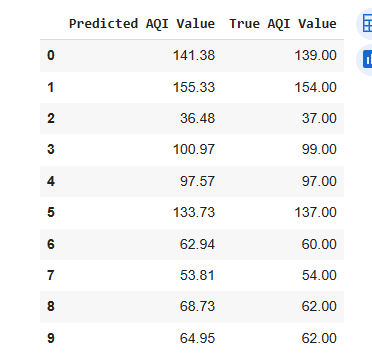 Predicted AQI Value True AQI Value
0 141.38 139.00
1 155.33 154.00
2 36.48 37.00
3 100.97 99.00
4 97.57 97.00
5 133.73 137.00
6 62.94 60.00
7 53.81 54.00
8 68.73 62.00
9 64.95 62.00